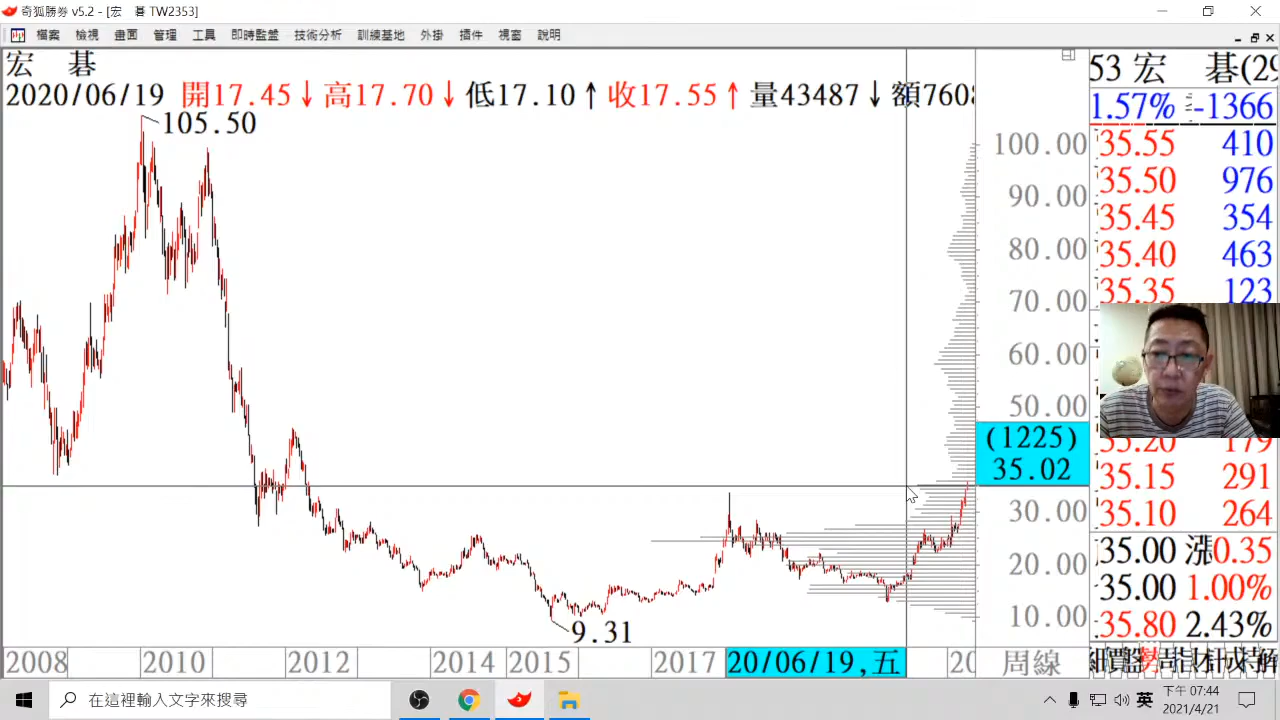 奇狐勝券 v5.2 - [宏　碁 TW2353]
檔案 檢視 畫面 管理 工具 即時監盤 技術分析 訓練基地 外掛 插件 視窗 說明
宏　碁
2020/06/19 開17.45↓ 高17.70↓ 低17.10↑ 收17.55↑ 量43487↓ 額760
105.50
9.31
100.00
90.00
80.00
70.00
60.00
50.00
(1225)
35.02
30.00
20.00
10.00
2008 2010 2012 2014 2015 2017 20/06/19,五 20 周線
53 宏　碁(29
1.57% -1366
35.55 410
35.50 976
35.45 354
35.40 463
35.35 123
35.20 179
35.15 291
35.10 264
35.00 漲0.35
35.00 1.00%
35.80 2.43%
在這裡輸入文字來搜尋
英
下午 07:44
2021/4/21